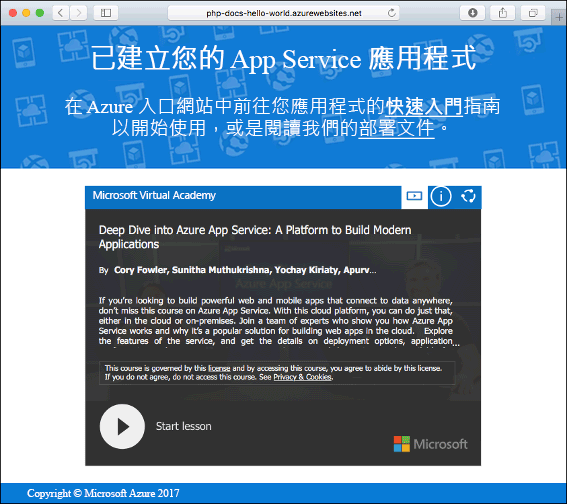 php-docs-hello-world.azurewebsites.net
已建立您的 App Service 應用程式
在 Azure 入口網站中前往您應用程式的快速入門指南
以開始使用，或是閱讀我們的部署文件。
Microsoft Virtual Academy
Deep Dive into Azure App Service: A Platform to Build Modern
Applications
By Cory Fowler, Sunitha Muthukrishna, Yochay Kiriaty, Apurv...
If you're looking to build powerful web and mobile apps that connect to data anywhere,
don't miss this course on Azure App Service. With this cloud platform, you can do just that,
either in the cloud or on-premises. Join a team of experts who show you how Azure App
Service works and why it's a popular solution for building web apps in the cloud. Explore
the features of the service, and get the details on deployment options, application...
This course is governed by this license and by accessing this course, you agree to abide by this license.
If you do not agree, do not access this course. See Privacy & Cookies.
Start lesson
Microsoft
Copyright © Microsoft Azure 2017